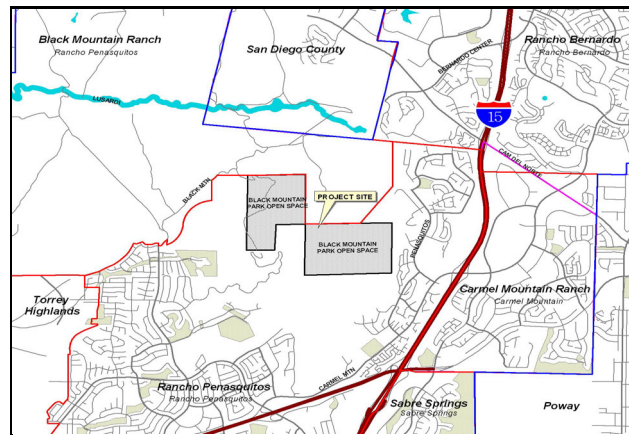 Black Mountain Ranch
Rancho Penasquitos
San Diego County
Rancho Bernardo
Rancho Bernardo
BERNARDO CENTER
LUSARDI
15
CAM DEL NORTE
BLACK MTN
PROJECT SITE
BLACK MOUNTAIN
PARK OPEN SPACE
BLACK MOUNTAIN
PARK OPEN SPACE
PENASQUITOS
Torrey
Highlands
Carmel Mountain Ranch
Carmel Mountain
Rancho Penasquitos
Rancho Penasquitos
CARMEL MTN
Sabre Springs
Sabre Springs
Poway